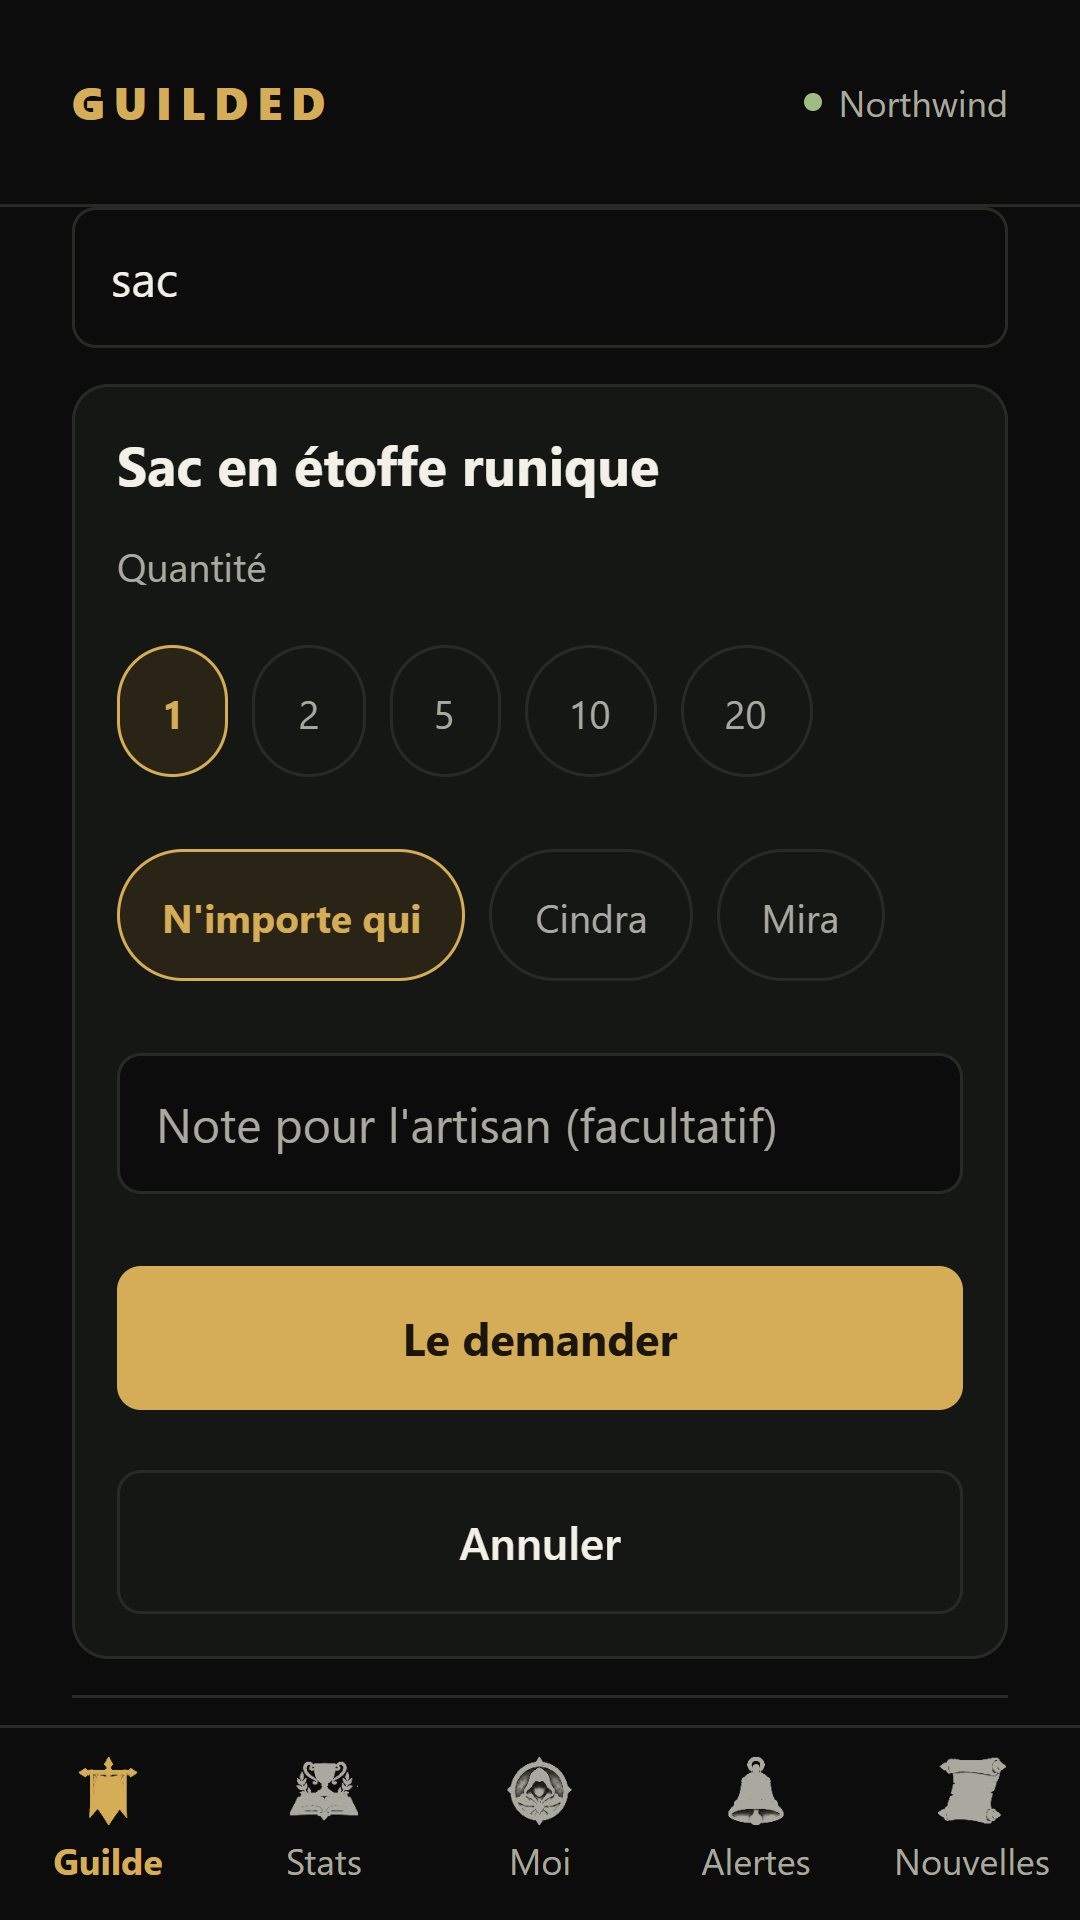 GUILDED
Northwind
sac
Sac en étoffe runique
Quantité
1 2 5 10 20
N'importe qui Cindra Mira
Note pour l'artisan (facultatif)
Le demander
Annuler
Guilde Stats Moi Alertes Nouvelles